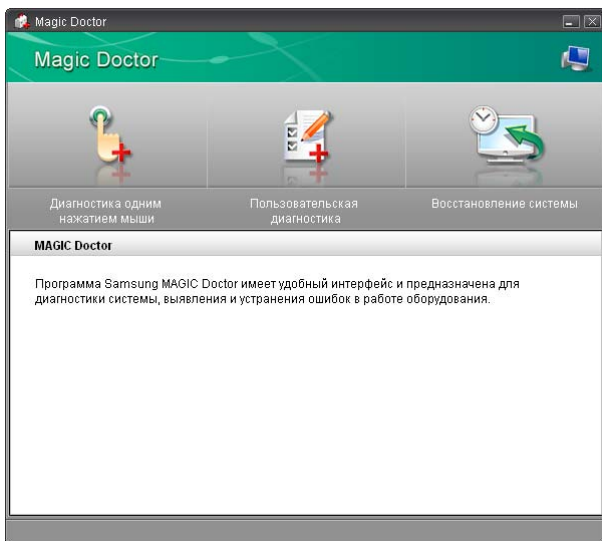 Magic Doctor
Magic Doctor
Диагностика одним
нажатием мыши
Пользовательская
диагностика
Восстановление системы
MAGIC Doctor
Программа Samsung MAGIC Doctor имеет удобный интерфейс и предназначена для
диагностики системы, выявления и устранения ошибок в работе оборудования.